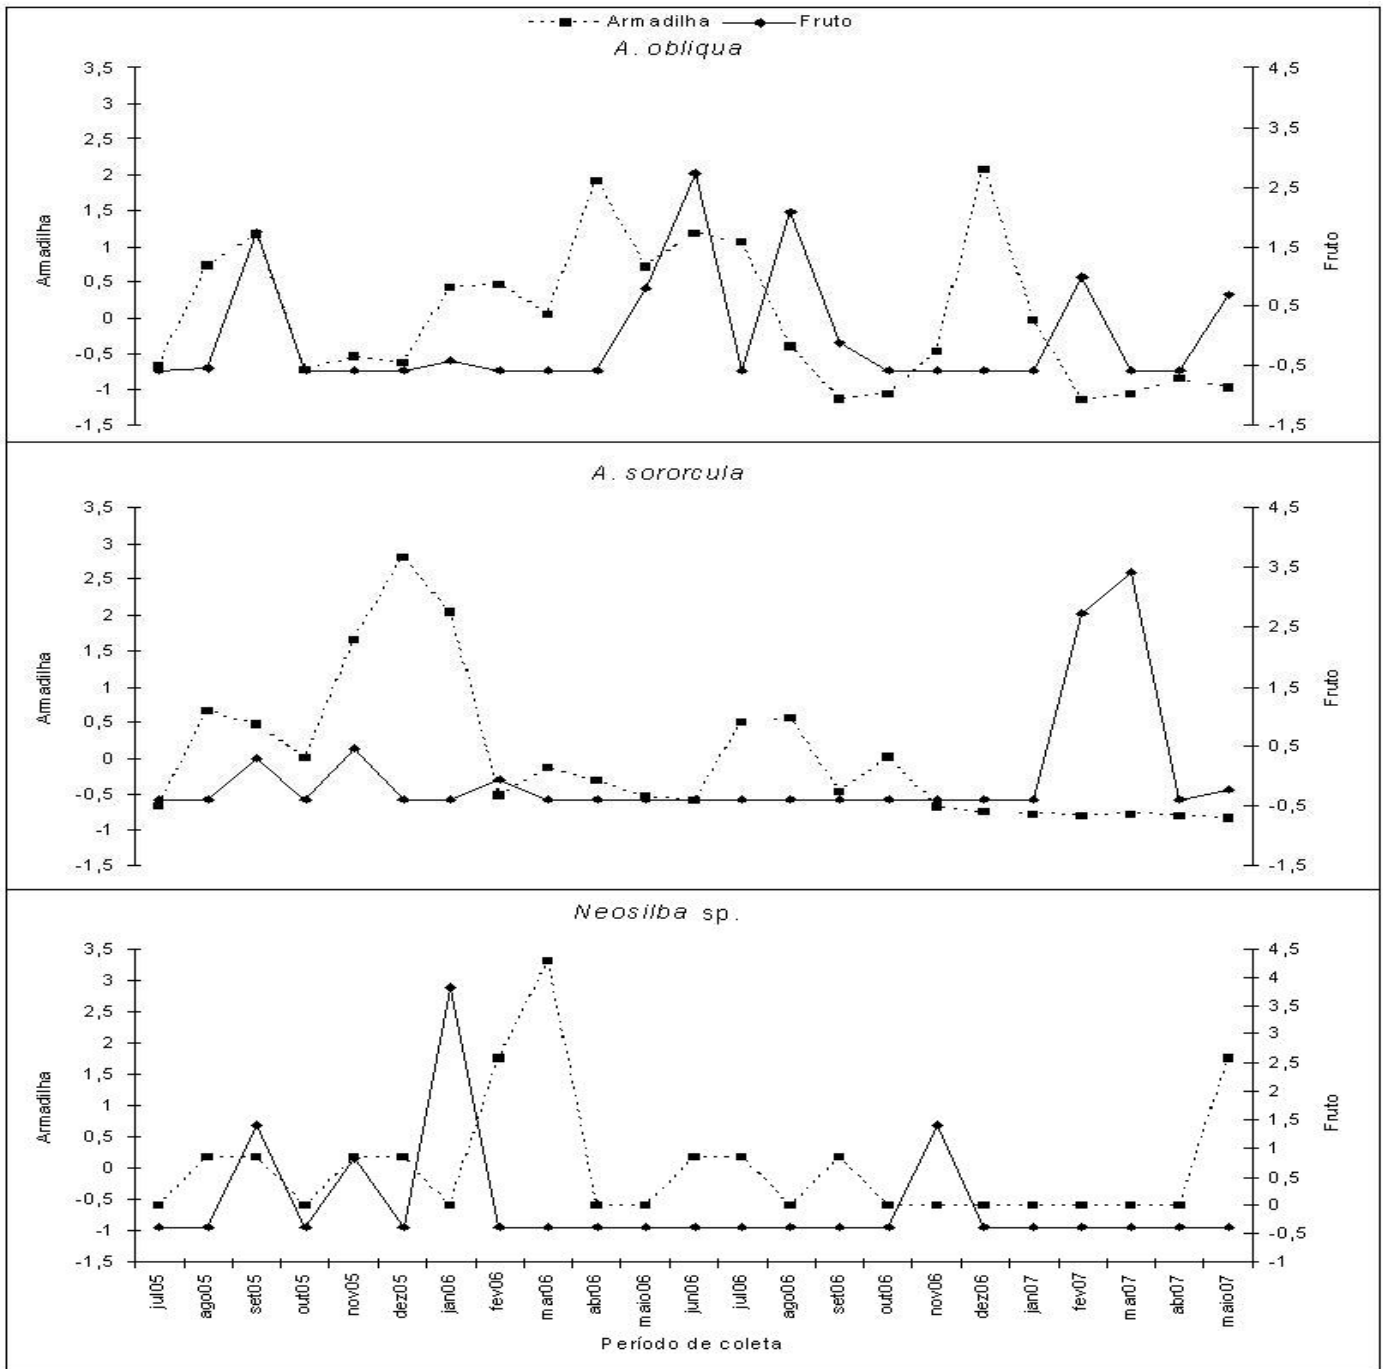 Armadilha Fruto
A. obliqua
3,5
3
2,5
2
1,5
1
0,5
0
-0,5
-1
-1,5
Armadilha
4,5
3,5
2,5
1,5
0,5
-0,5
-1,5
Fruto
A. sororcula
3,5
3
2,5
2
1,5
1
0,5
0
-0,5
-1
-1,5
Armadilha
4,5
3,5
2,5
1,5
0,5
-0,5
-1,5
Fruto
Neosilba sp.
3,5
3
2,5
2
1,5
1
0,5
0
-0,5
-1
-1,5
Armadilha
4,5
4
3,5
3
2,5
2
1,5
1
0,5
0
-0,5
-1
Fruto
jul05
ago05
set05
out05
nov05
dez05
jan06
fev06
mar06
abr06
maio06
jun06
jul06
ago06
set06
out06
nov06
dez06
jan07
fev07
mar07
abr07
maio07
Período de coleta